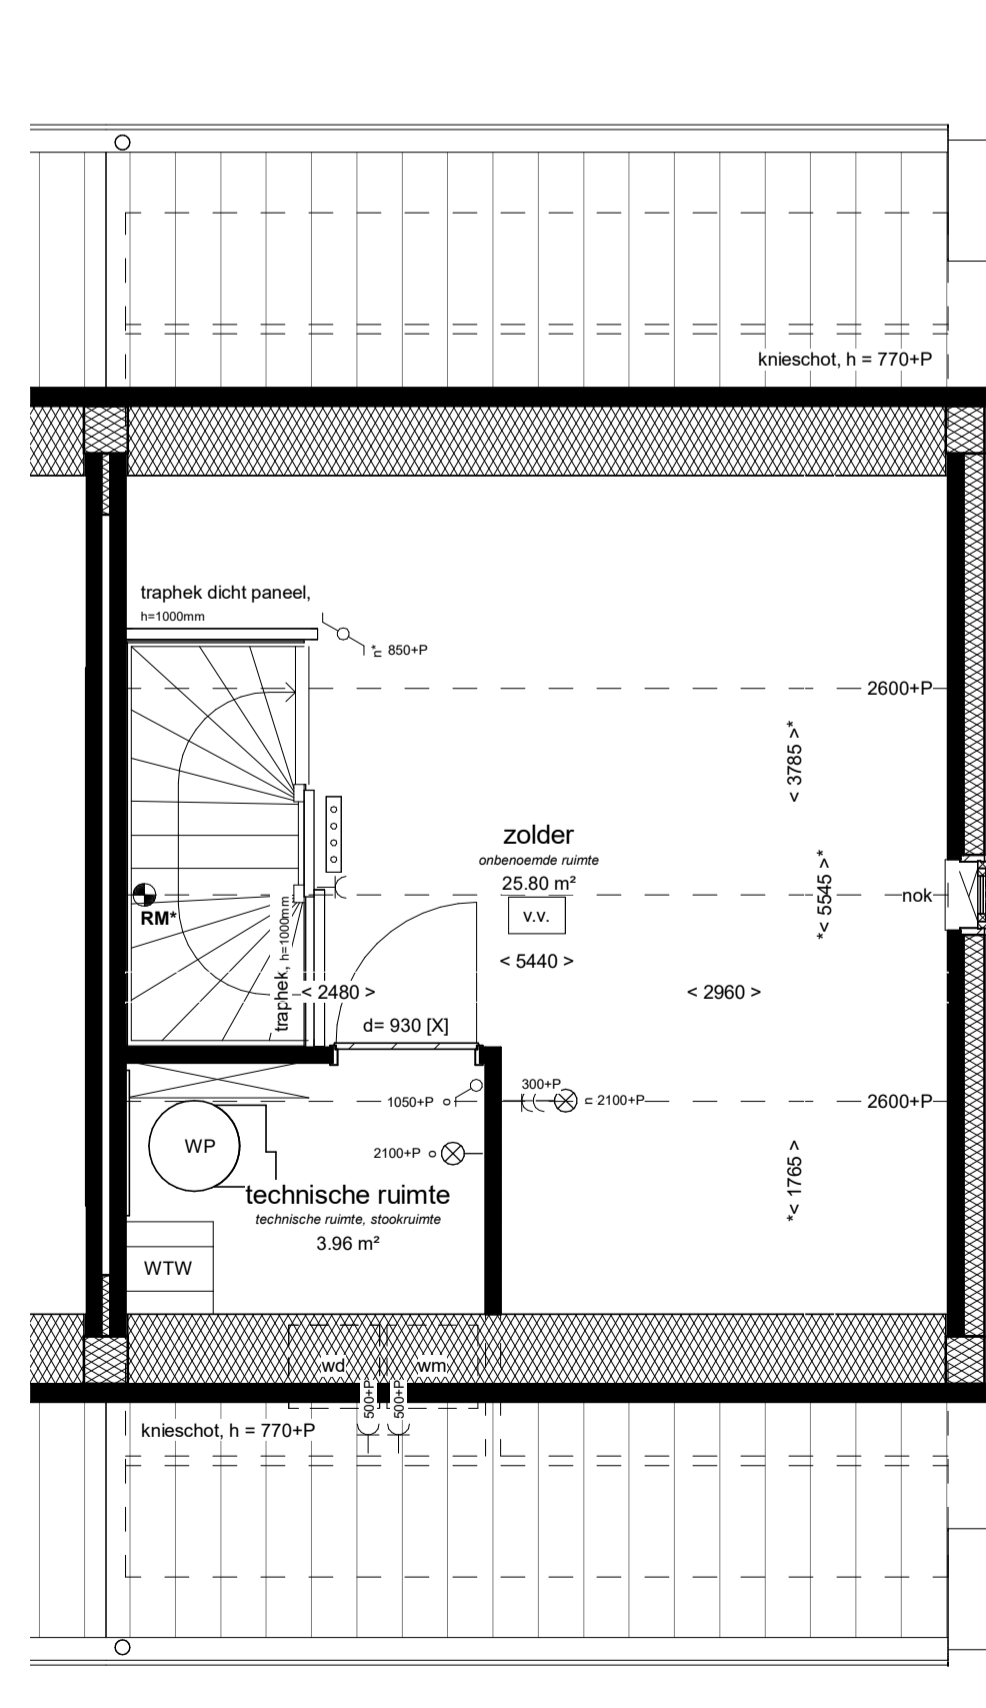 knieschot, h = 770+P
traphek dicht paneel,
h=1000mm
850+P
2600+P
< 3785 >*
zolder
onbenoemde ruimte
25.80 m²
*< 5545 >*
nok
RM*
v.v.
traphek, h=1000mm
< 5440 >
< 2480 >
< 2960 >
d= 930 [X]
300+P
1050+P
2100+P
2600+P
WP
2100+P
*< 1765 >
technische ruimte
technische ruimte, stookruimte
3.96 m²
WTW
wd
wm
500+P
500+P
knieschot, h = 770+P